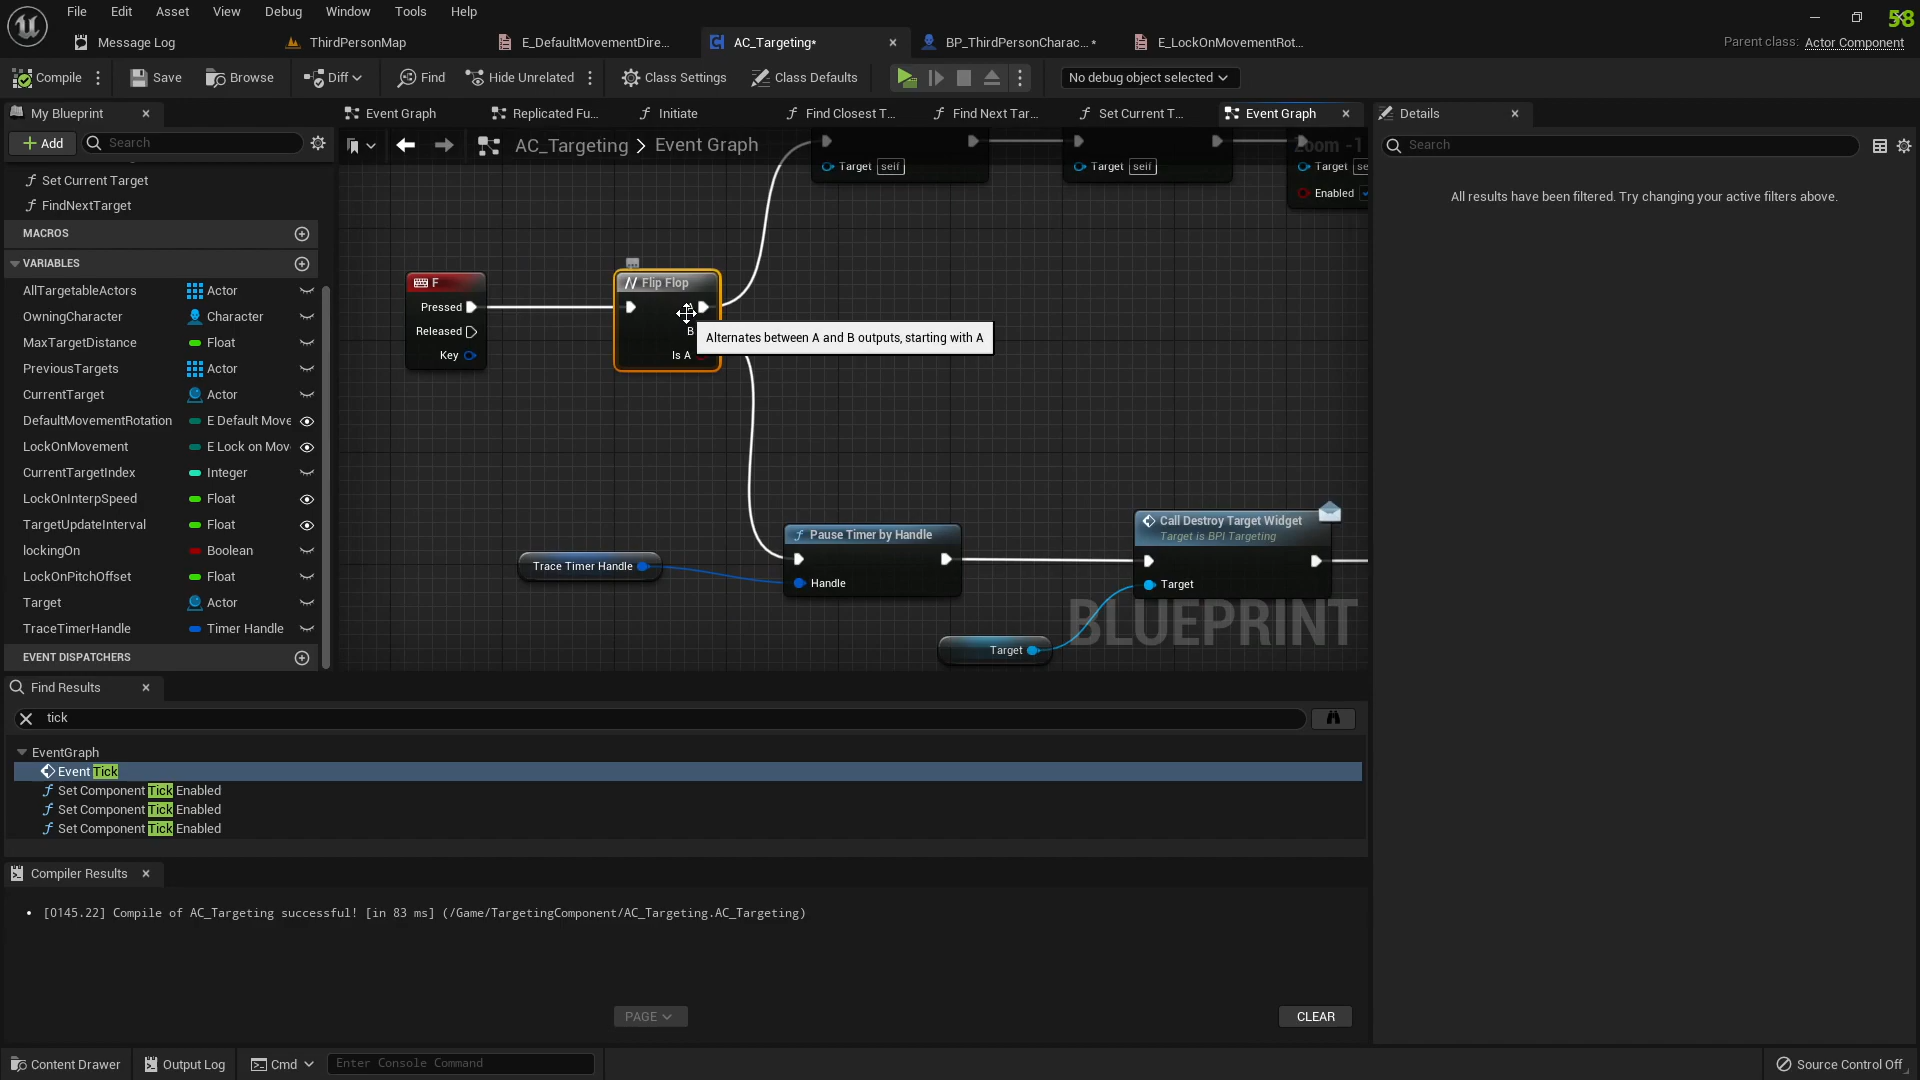 File Edit Asset View Debug Window Tools Help
58
Message Log ThirdPersonMap E_DefaultMovementDire... AC_Targeting* BP_ThirdPersonCharac...* E_LockOnMovementRot...
Parent class: Actor Component
Compile Save Browse Diff Find Hide Unrelated Class Settings Class Defaults No debug object selected
My Blueprint
Add Search
Set Current Target
FindNextTarget
MACROS
VARIABLES
AllTargetableActors Actor
OwningCharacter Character
MaxTargetDistance Float
PreviousTargets Actor
CurrentTarget Actor
DefaultMovementRotation E Default Move
LockOnMovement E Lock on Mov
CurrentTargetIndex Integer
LockOnInterpSpeed Float
TargetUpdateInterval Float
lockingOn Boolean
LockOnPitchOffset Float
Target Actor
TraceTimerHandle Timer Handle
EVENT DISPATCHERS
Event Graph Replicated Fu... Initiate Find Closest T... Find Next Tar... Set Current T... Event Graph
AC_Targeting > Event Graph
Zoom -1
Target self
Target self
Target se
Enabled
F
Pressed
Released
Key
Flip Flop
B
Is A
Alternates between A and B outputs, starting with A
Trace Timer Handle
Pause Timer by Handle
Handle
Call Destroy Target Widget
Target is BPI Targeting
Target
Target
BLUEPRINT
Details
Search
All results have been filtered. Try changing your active filters above.
Find Results
tick
EventGraph
Event Tick
Set Component Tick Enabled
Set Component Tick Enabled
Set Component Tick Enabled
Compiler Results
[0145.22] Compile of AC_Targeting successful! [in 83 ms] (/Game/TargetingComponent/AC_Targeting.AC_Targeting)
PAGE
CLEAR
Content Drawer Output Log Cmd Enter Console Command Source Control Off